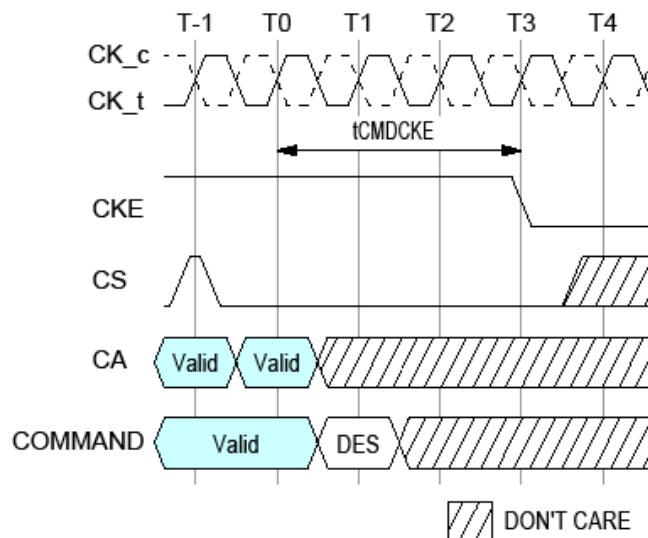 T-1 T0 T1 T2 T3 T4
CK_c
CK_t
tCMDCKE
CKE
CS
CA Valid Valid
COMMAND Valid DES
DON'T CARE